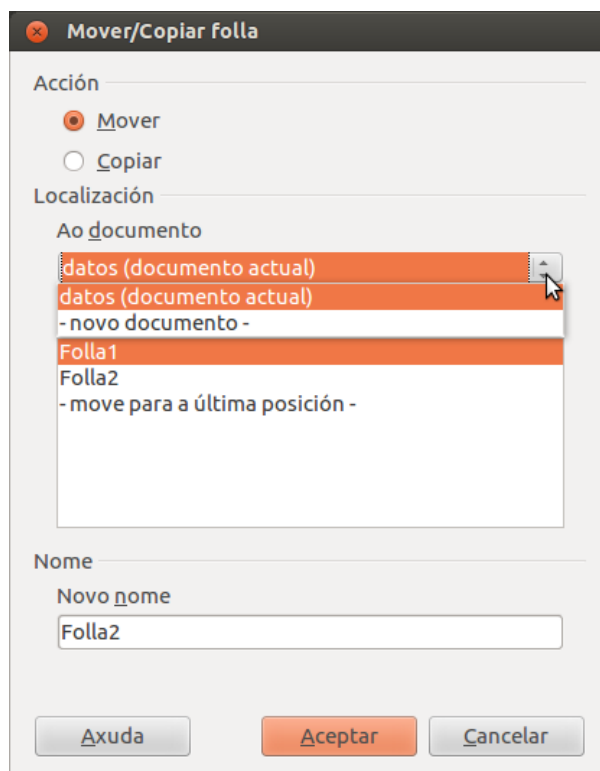 Mover/Copiar folla
Acción
Mover
Copiar
Localización
Ao documento
datos (documento actual)
datos (documento actual)
- novo documento -
Folla1
Folla2
- move para a última posición -
Nome
Novo nome
Folla2
Axuda Aceptar Cancelar